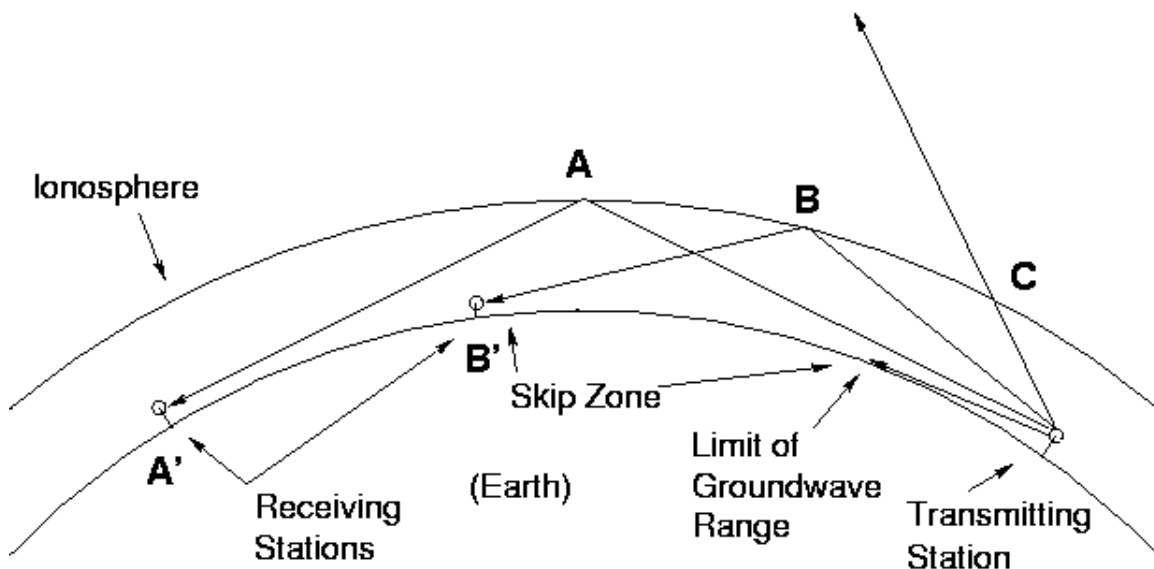 A
Ionosphere
B
C
B’
Skip Zone
A’
Limit of
Groundwave
Range
(Earth)
Receiving
Stations
Transmitting
Station